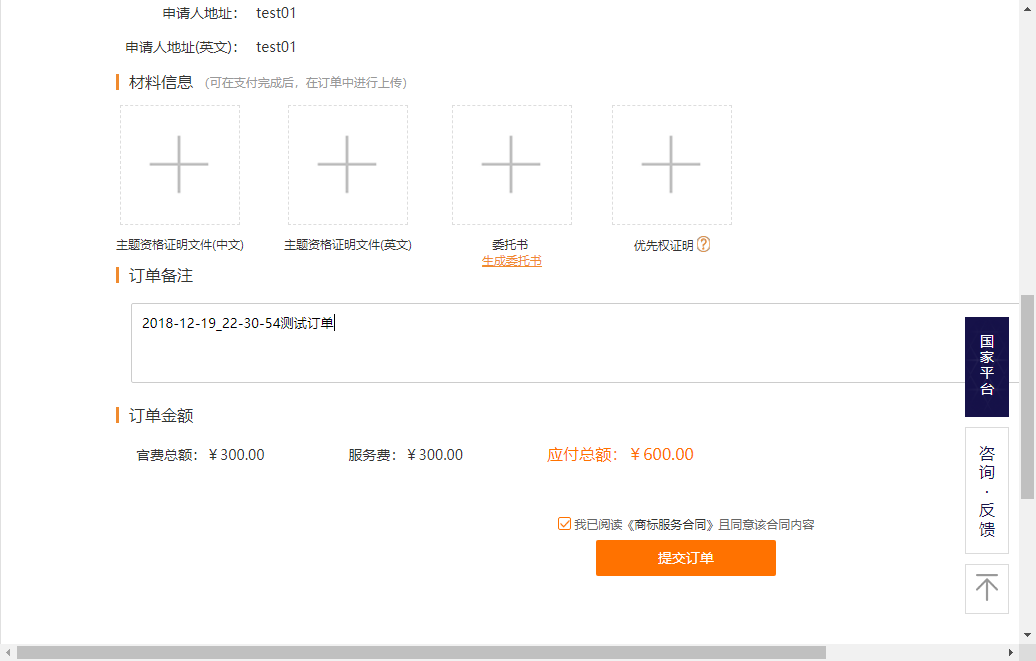 申请人地址： test01
申请人地址(英文)： test01
材料信息 (可在支付完成后，在订单中进行上传)
主题资格证明文件(中文) 主题资格证明文件(英文) 委托书 优先权证明?
生成委托书
订单备注
2018-12-19_22-30-54测试订单
国家平台
订单金额
官费总额：￥300.00 服务费：￥300.00 应付总额：￥600.00
咨询·反馈
我已阅读《商标服务合同》且同意该合同内容
提交订单